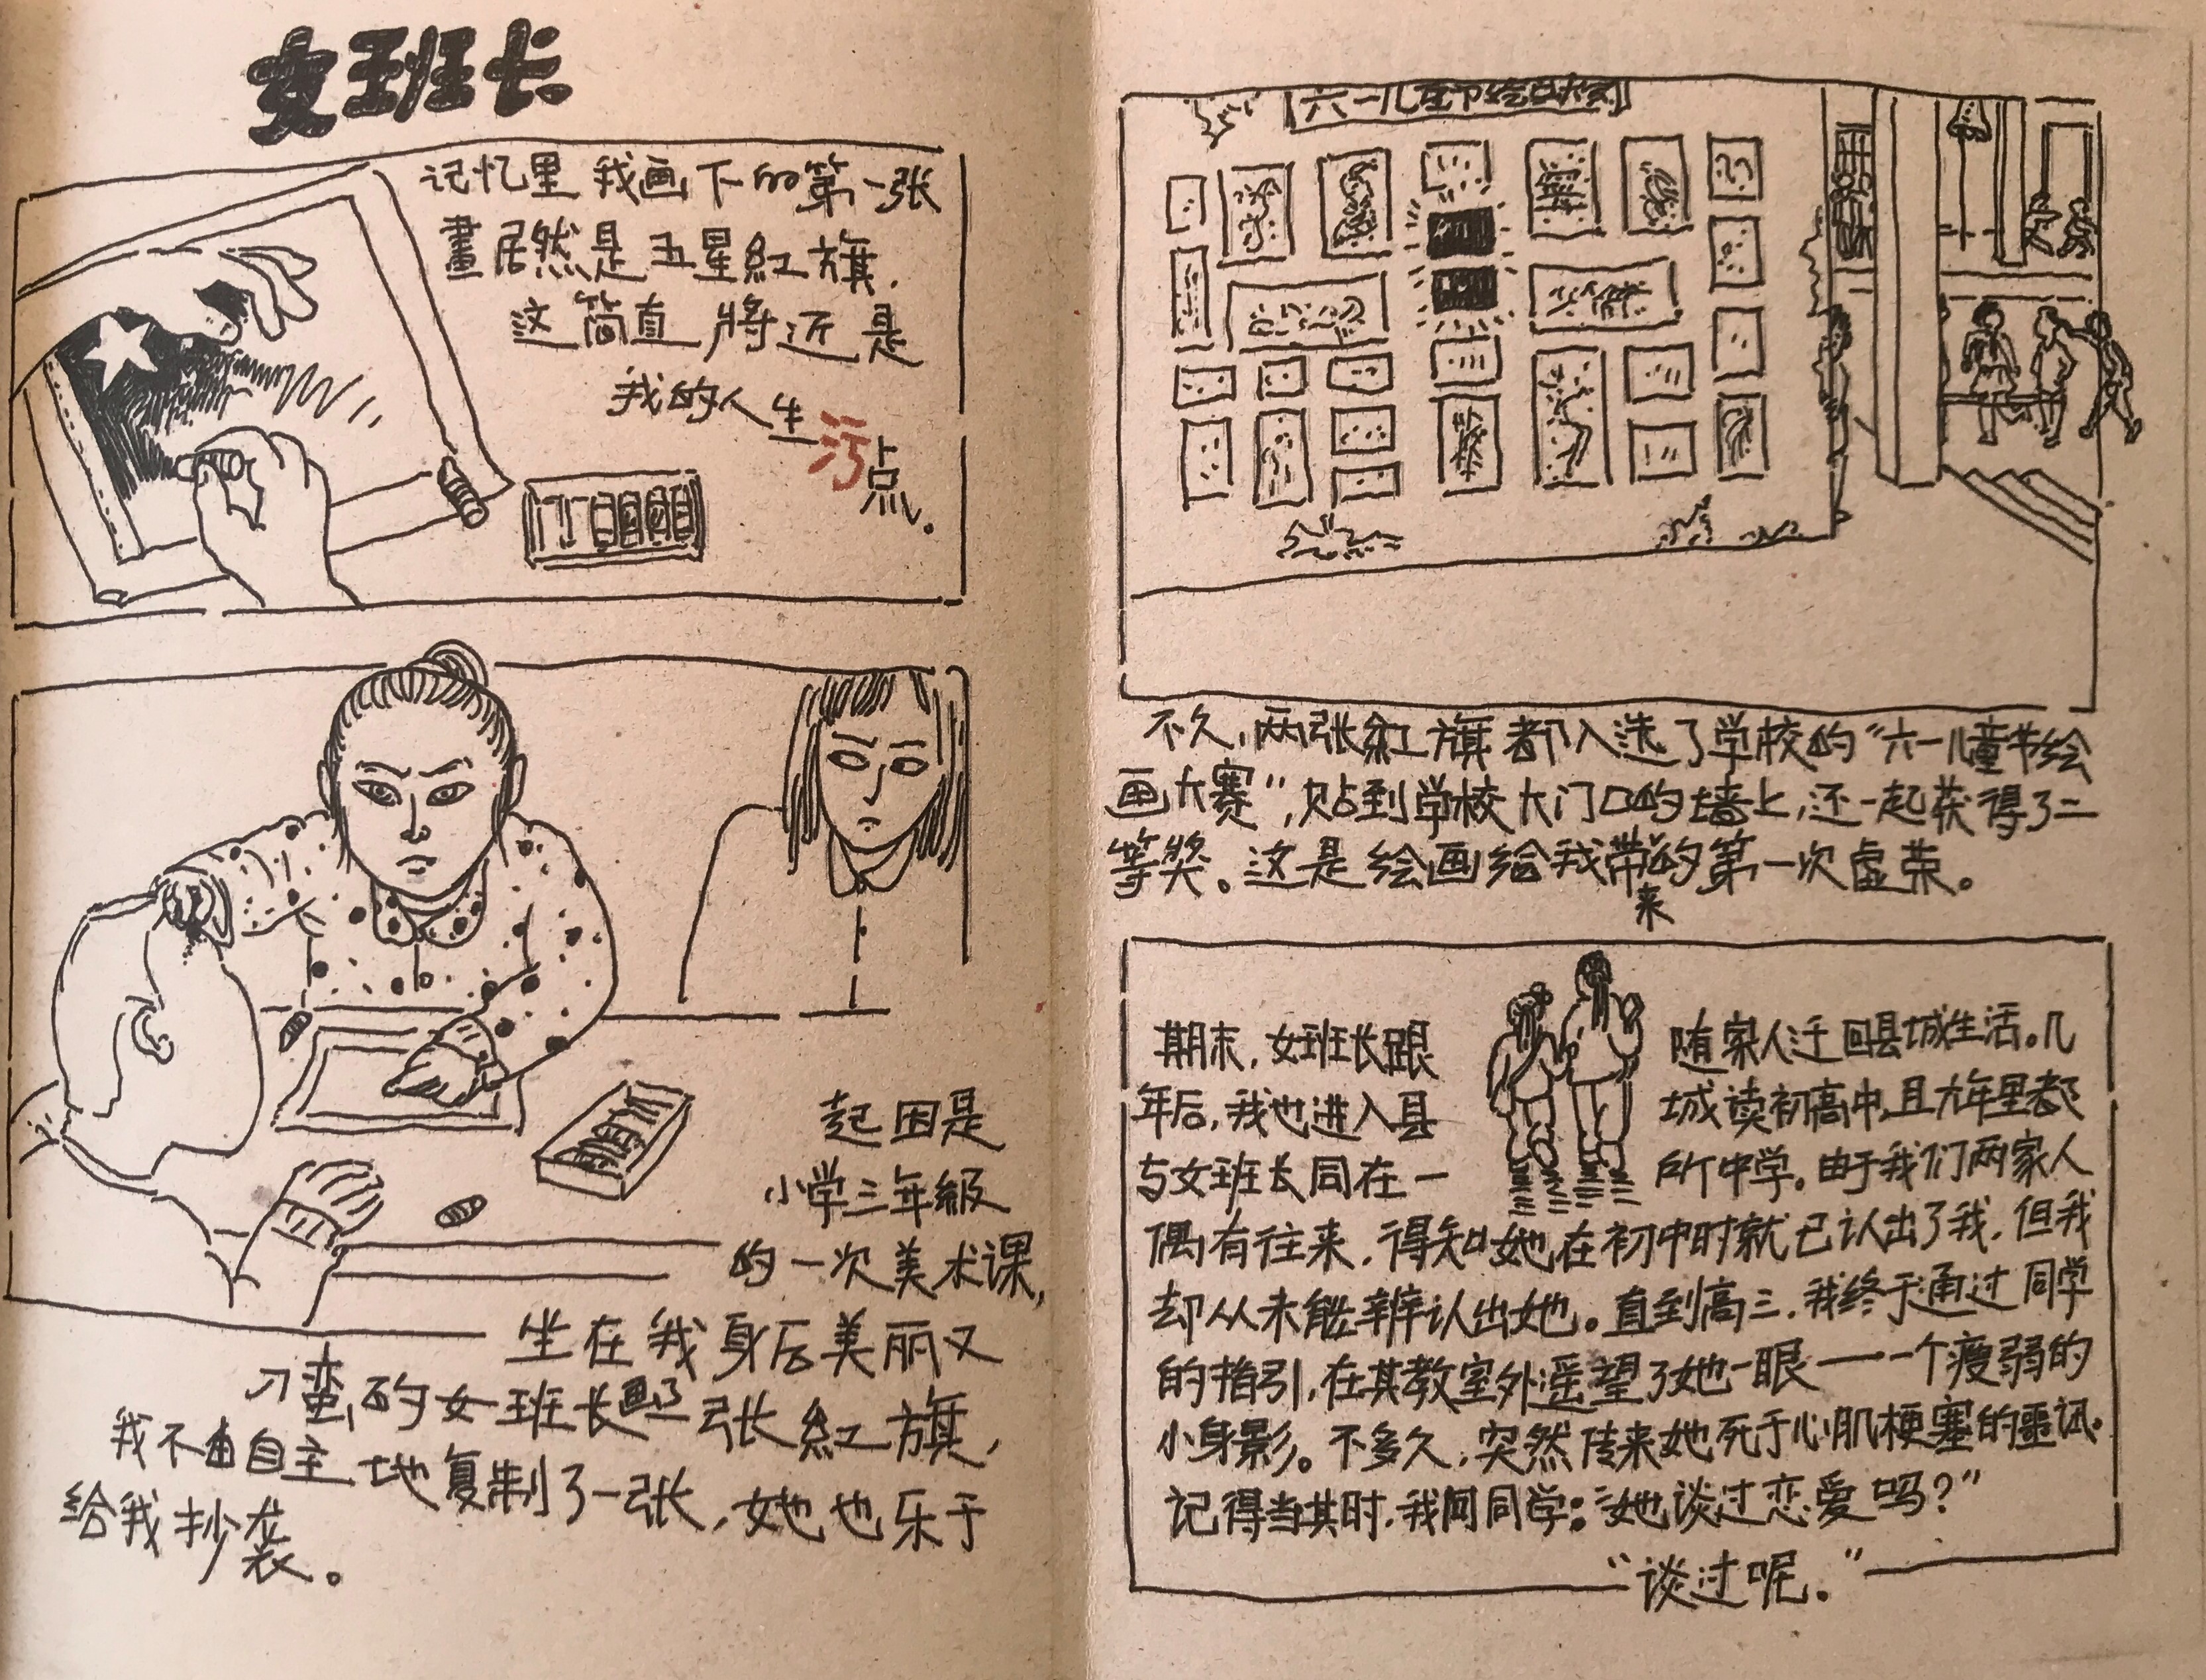 女班长
记忆里我画下的第一张
畫居然是五星紅旗.
这简直將近是
我的人生污点.
起因是
小学三年級
的一次美术课,
坐在我身后美丽又
刁蛮的女班长画了一张紅旗,
我不由自主地复制了一张,她也乐于
给我抄袭。
六一儿童节绘画大赛
不久,两张紅旗都入选了学校的“六一儿童节绘
画大赛”,贴到学校大门口的墙上,还一起获得了二
等奖。这是绘画给我带来的第一次虚荣。
期末,女班长跟随家人迁回县城生活。几
年后,我也进入县城读初高中,且六年里都
与女班长同在一所中学。由于我们两家人
偶有往来,得知她在初中时就已认出了我,但我
却从未能辨认出她。直到高三,我终于通过同学
的指引,在其教室外遥望了她一眼——一个瘦弱的
小身影。不多久,突然传来她死于心肌梗塞的噩讯.
记得当其时,我问同学:“她谈过恋爱吗?”
“谈过呢.”